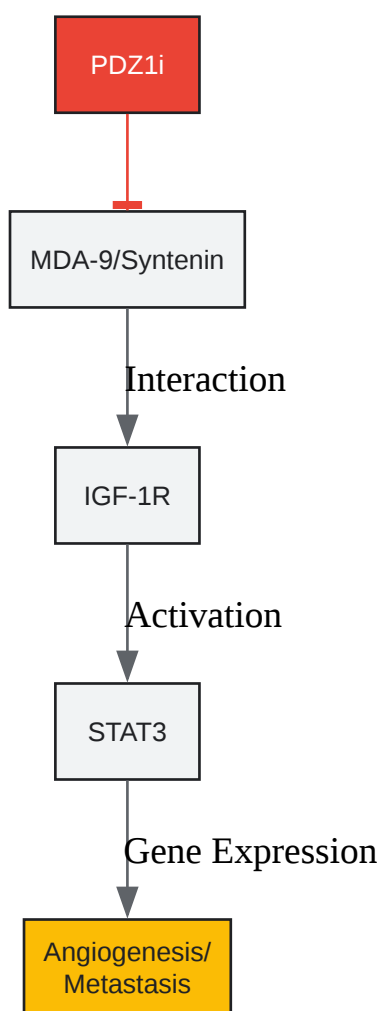 PDZ1i
MDA-9/Syntenin
Interaction
IGF-1R
Activation
STAT3
Gene Expression
Angiogenesis/
Metastasis